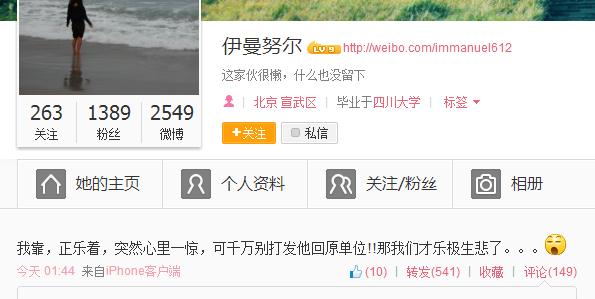 伊曼努尔 LV 9 http://weibo.com/immanuel612
这家伙很懒，什么也没留下
北京 宣武区 | 毕业于四川大学 | 标签
263 1389 2549
关注 粉丝 微博
+关注 私信
她的主页 个人资料 关注/粉丝 相册
我靠，正乐着，突然心里一惊，可千万别打发他回原单位!!那我们才乐极生悲了。。。
今天 01:44 来自iPhone客户端 (10) | 转发(541) | 收藏 | 评论(149)